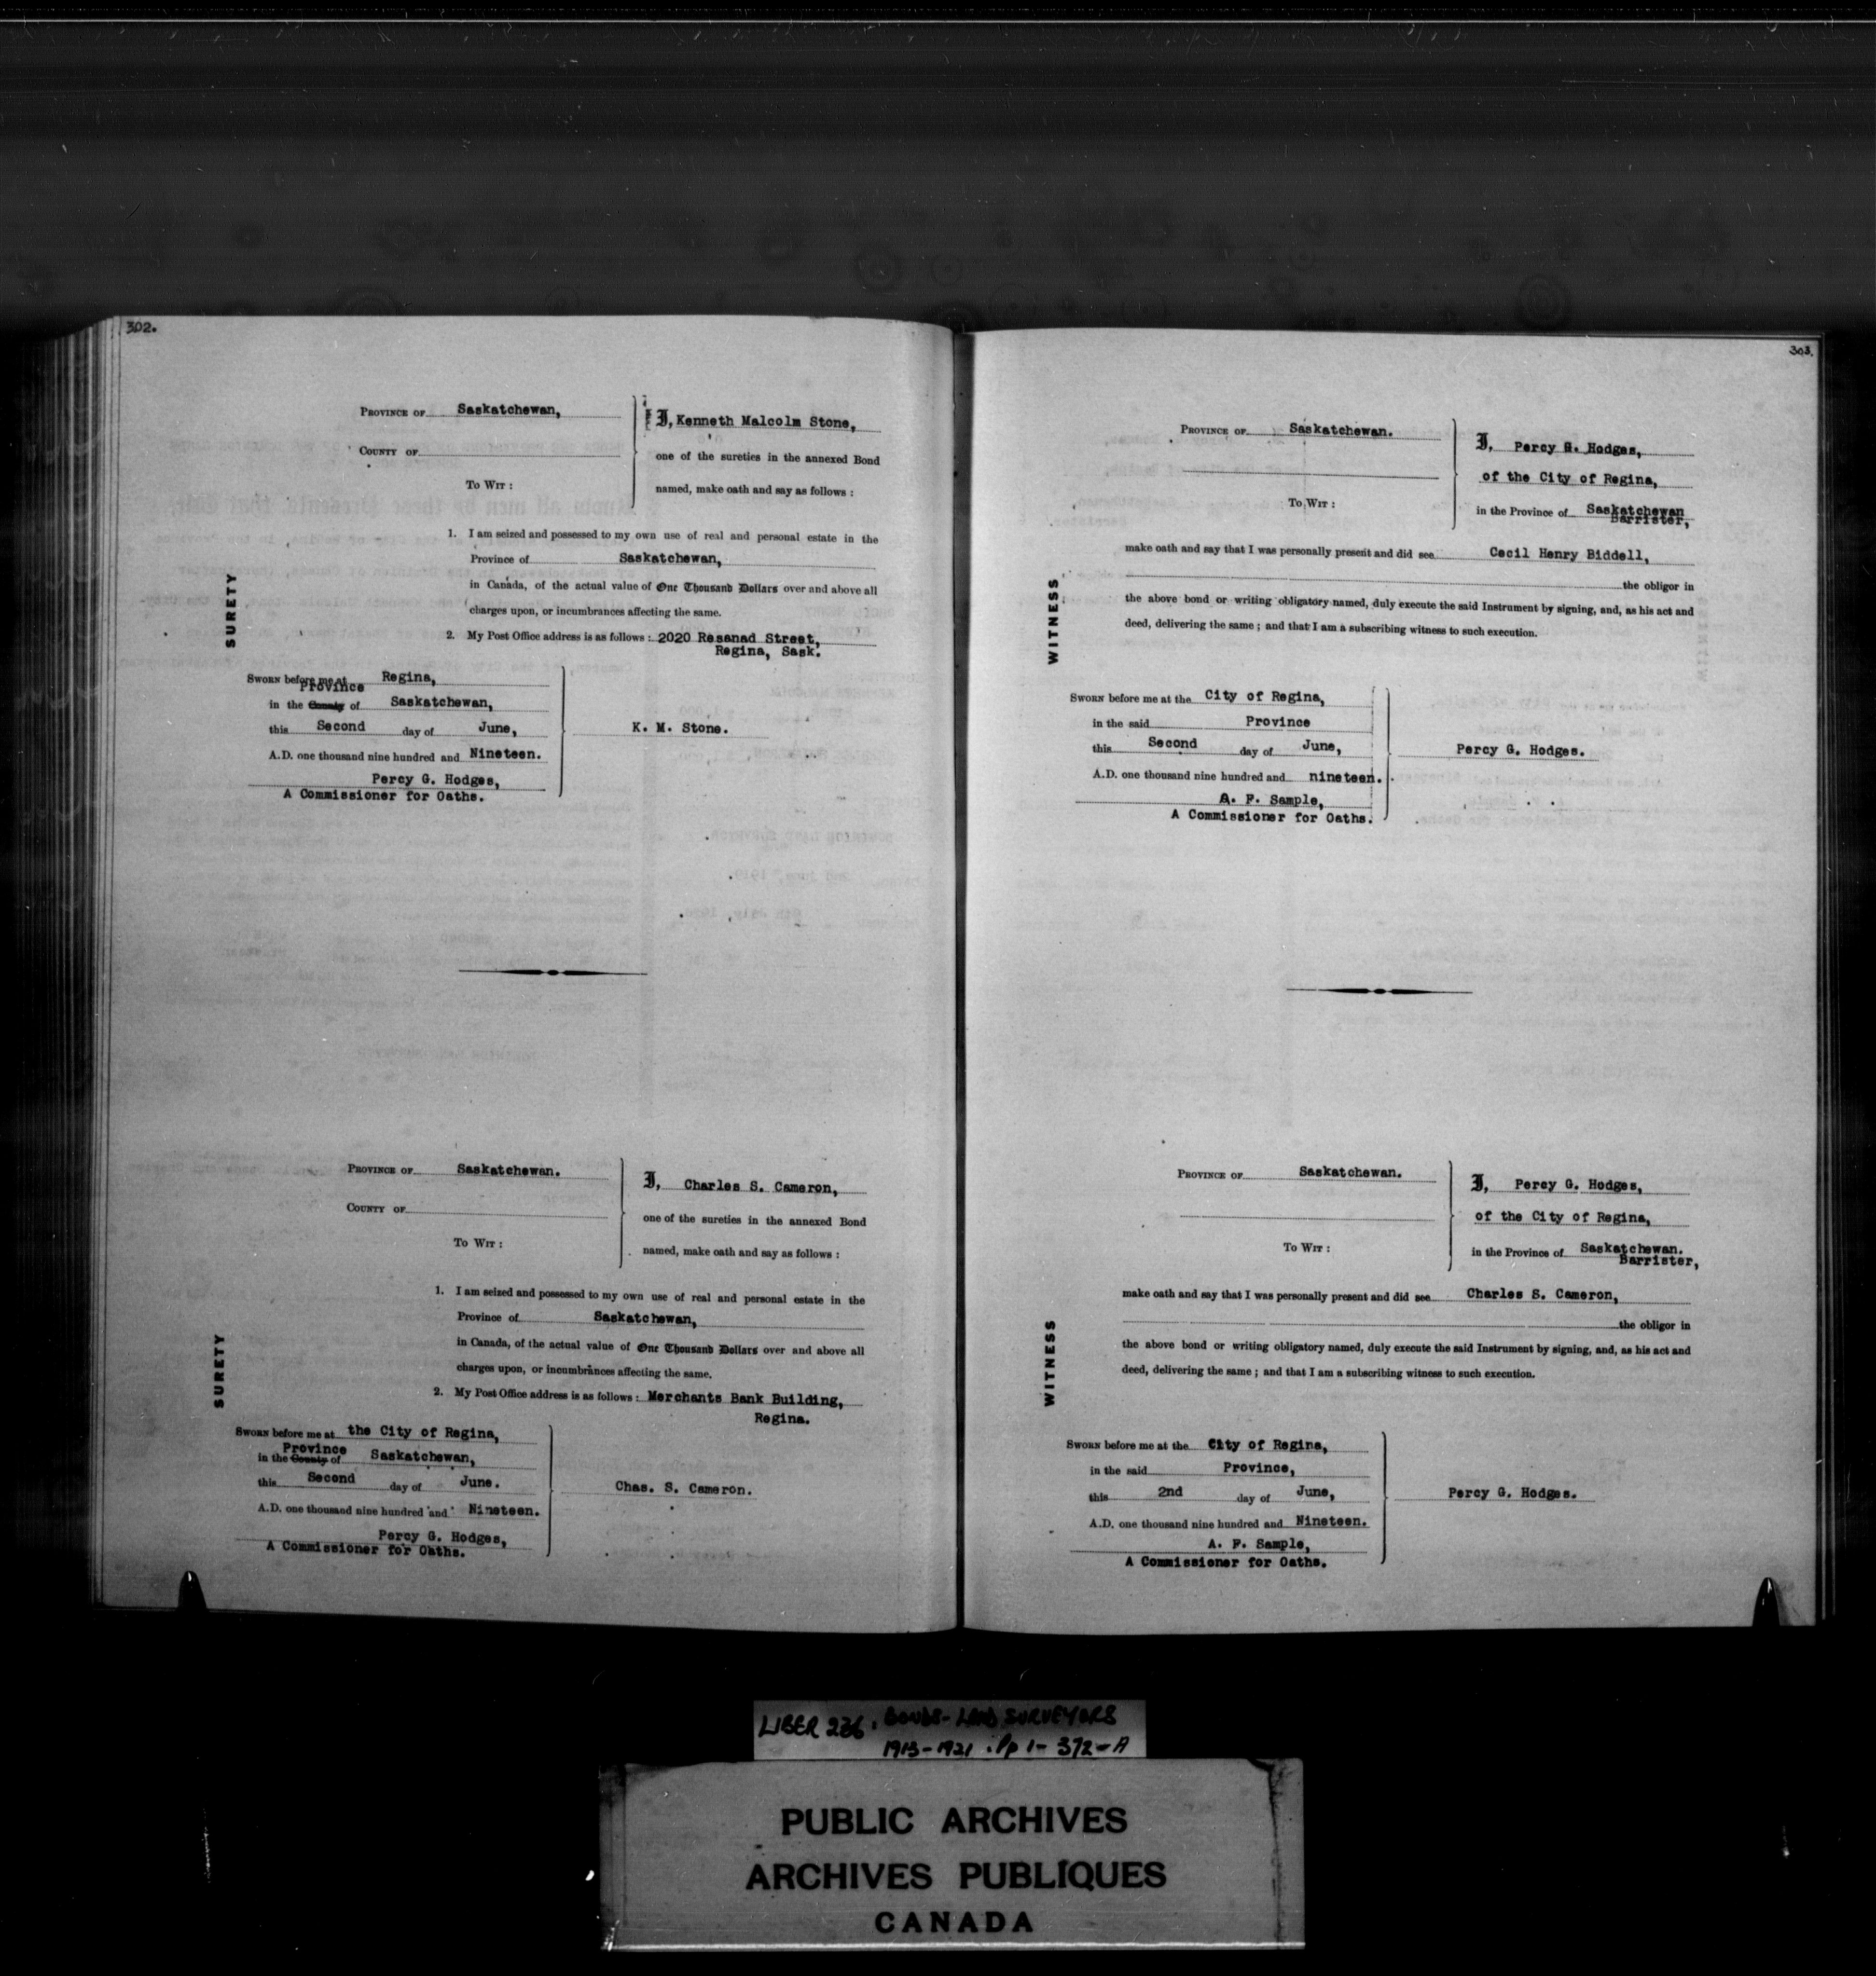 302.
PROVINCE OF Saskatchewan,
COUNTY OF
TO WIT :
I, Kenneth Malcolm Stone,
one of the sureties in the annexed Bond
named, make oath and say as follows :
SURETY
1. I am seized and possessed to my own use of real and personal estate in the
Province of Saskatchewan,
in Canada, of the actual value of One Thousand Dollars over and above all
charges upon, or incumbrances affecting the same.
2. My Post Office address is as follows : 2020 Resanad Street,
Regina, Sask.
SWORN before me at Regina,
Province
in the County of Saskatchewan,
this Second day of June,
A.D. one thousand nine hundred and Nineteen.
Percy G. Hodges,
A Commissioner for Oaths.
K. M. Stone.
PROVINCE OF Saskatchewan.
COUNTY OF
TO WIT :
I, Charles S. Cameron,
one of the sureties in the annexed Bond
named, make oath and say as follows :
SURETY
1. I am seized and possessed to my own use of real and personal estate in the
Province of Saskatchewan,
in Canada, of the actual value of One Thousand Dollars over and above all
charges upon, or incumbrances affecting the same.
2. My Post Office address is as follows : Merchants Bank Building,
Regina.
SWORN before me at the City of Regina,
Province
in the County of Saskatchewan,
this Second day of June.
A.D. one thousand nine hundred and Nineteen.
Percy G. Hodges,
A Commissioner for Oaths.
Chas. S. Cameron.
303.
PROVINCE OF Saskatchewan.
TO WIT :
I, Percy G. Hodges,
of the City of Regina,
in the Province of Saskatchewan
Barrister,
WITNESS
make oath and say that I was personally present and did see Cecil Henry Biddell,
the obligor in
the above bond or writing obligatory named, duly execute the said Instrument by signing, and, as his act and
deed, delivering the same ; and that I am a subscribing witness to such execution.
SWORN before me at the City of Regina,
in the said Province
this Second day of June,
A.D. one thousand nine hundred and nineteen.
A. F. Sample,
A Commissioner for Oaths.
Percy G. Hodges.
PROVINCE OF Saskatchewan.
TO WIT :
I, Percy G. Hodges,
of the City of Regina,
in the Province of Saskatchewan.
Barrister,
WITNESS
make oath and say that I was personally present and did see Charles S. Cameron,
the obligor in
the above bond or writing obligatory named, duly execute the said Instrument by signing, and, as his act and
deed, delivering the same ; and that I am a subscribing witness to such execution.
SWORN before me at the City of Regina,
in the said Province,
this 2nd day of June,
A.D. one thousand nine hundred and Nineteen.
A. F. Sample,
A Commissioner for Oaths.
Percy G. Hodges.
LIBER 236. BONDS - LAND SURVEYORS
1913-1921 . Pp 1 - 372-A
PUBLIC ARCHIVES
ARCHIVES PUBLIQUES
CANADA